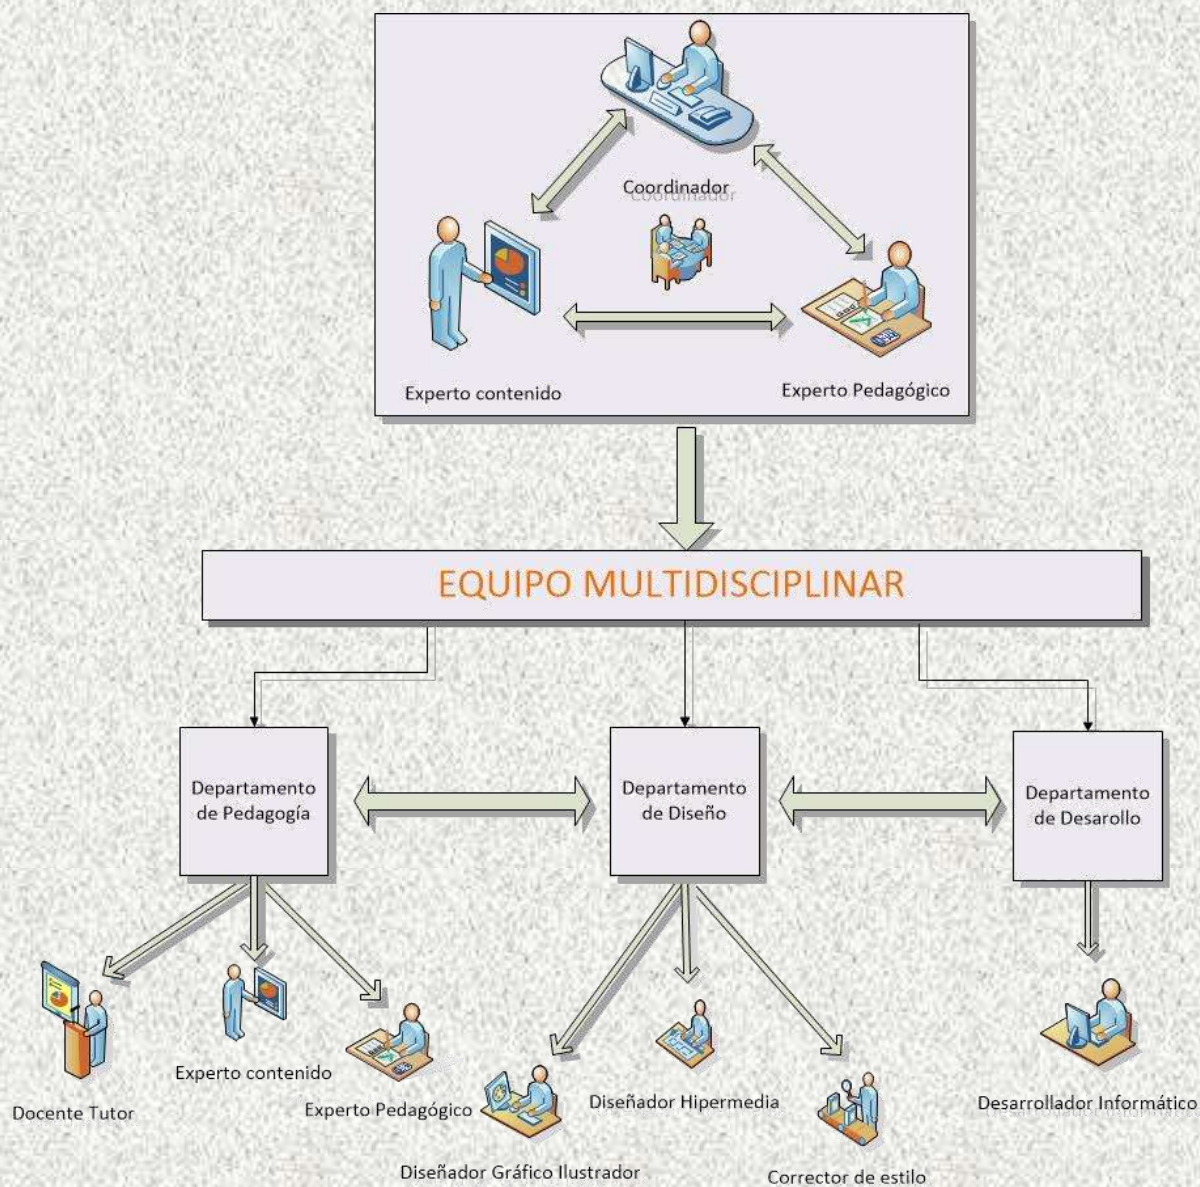 Coordinador
Experto contenido
Experto Pedagógico
EQUIPO MULTIDISCIPLINAR
Departamento
de Pedagogía
Departamento
de Diseño
Departamento
de Desarollo
Docente Tutor
Experto contenido
Experto Pedagógico
Diseñador Gráfico Ilustrador
Diseñador Hipermedia
Corrector de estilo
Desarrollador Informático